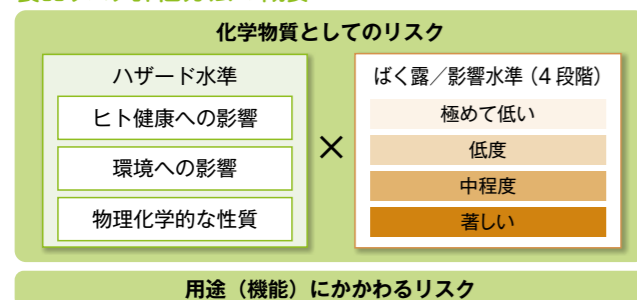 化学物質としてのリスク
ハザード水準
ヒト健康への影響
環境への影響
物理化学的な性質
×
ばく露／影響水準（4 段階）
極めて低い
低度
中程度
著しい
用途（機能）にかかわるリスク